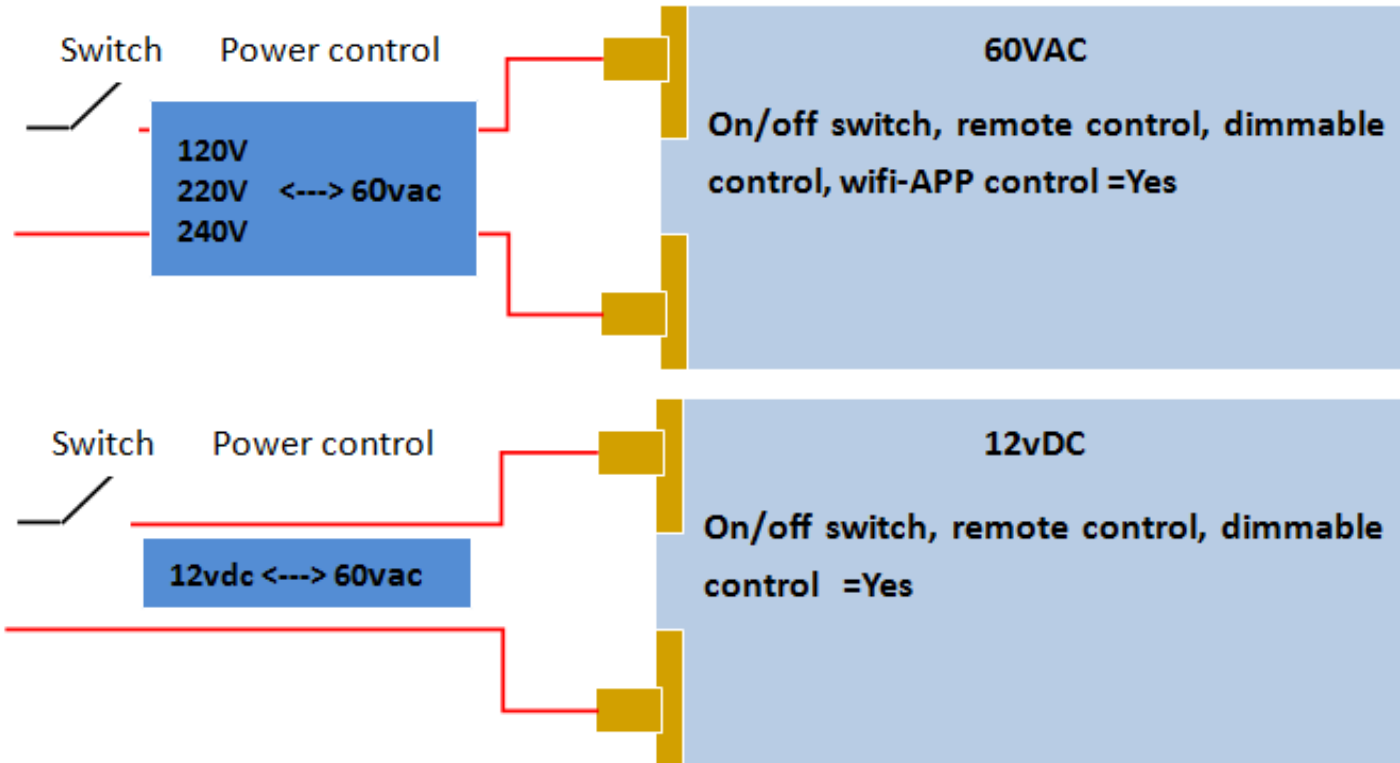 Switch Power control
120V
220V <---> 60vac
240V
60VAC
On/off switch, remote control, dimmable
control, wifi-APP control =Yes
Switch Power control
12vdc <---> 60vac
12vDC
On/off switch, remote control, dimmable
control =Yes